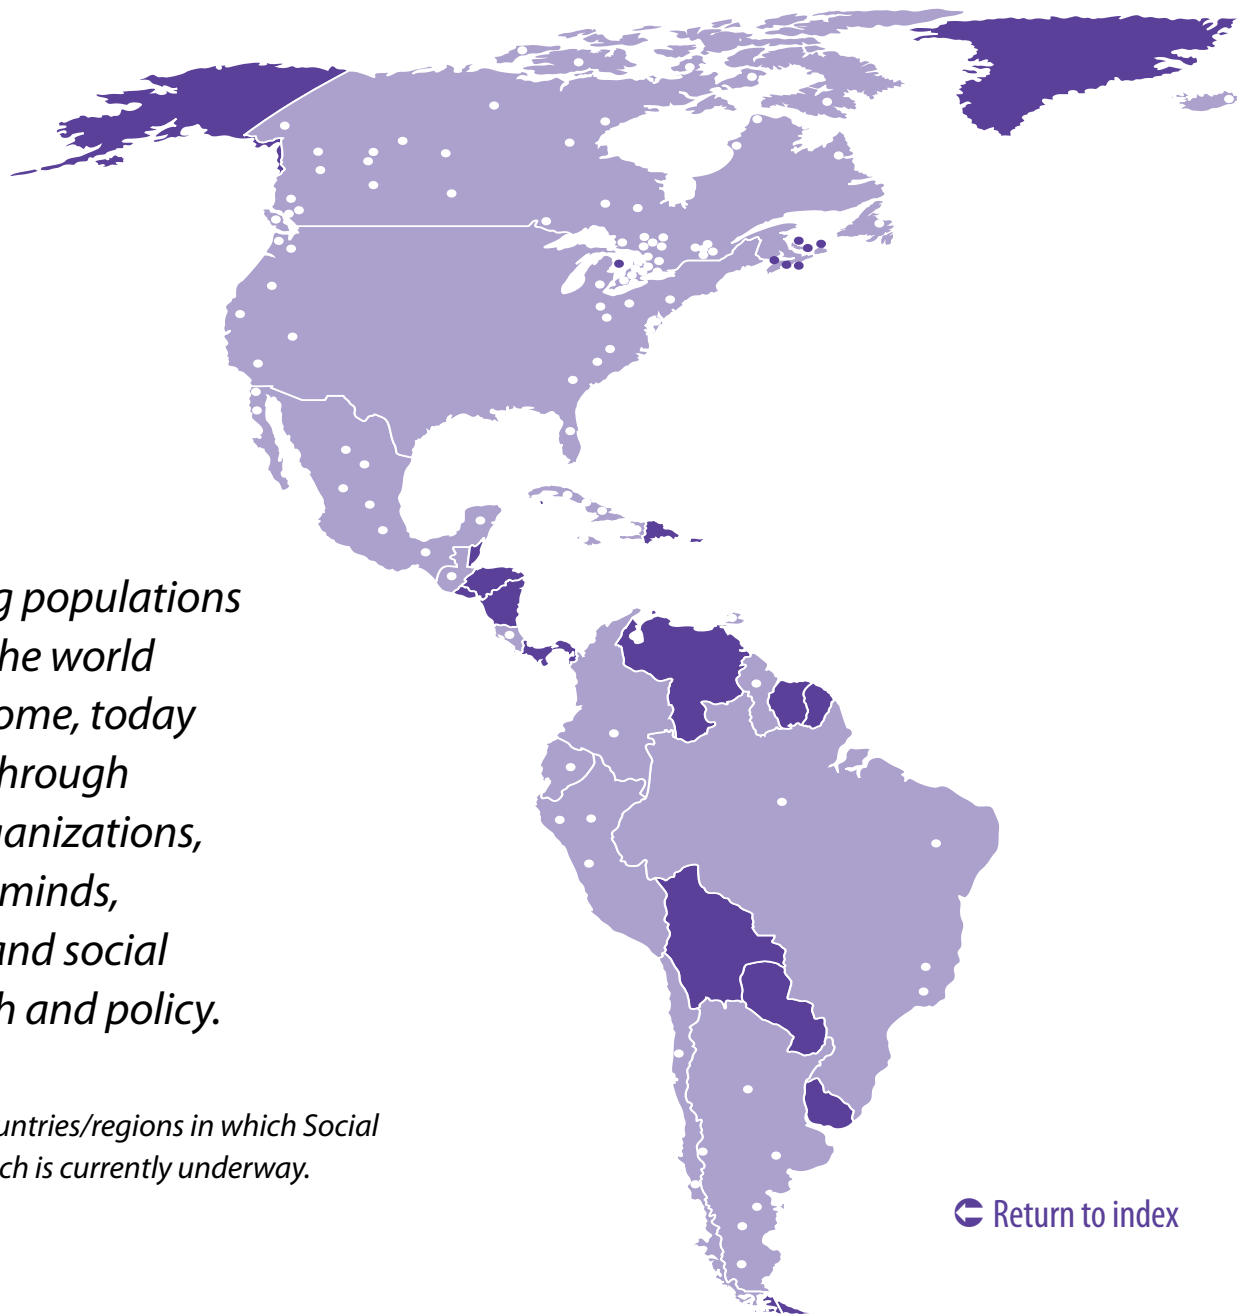 g populations
he world
ome, today
hrough
anizations,
minds,
and social
h and policy.
untries/regions in which Social
ch is currently underway.
Return to index